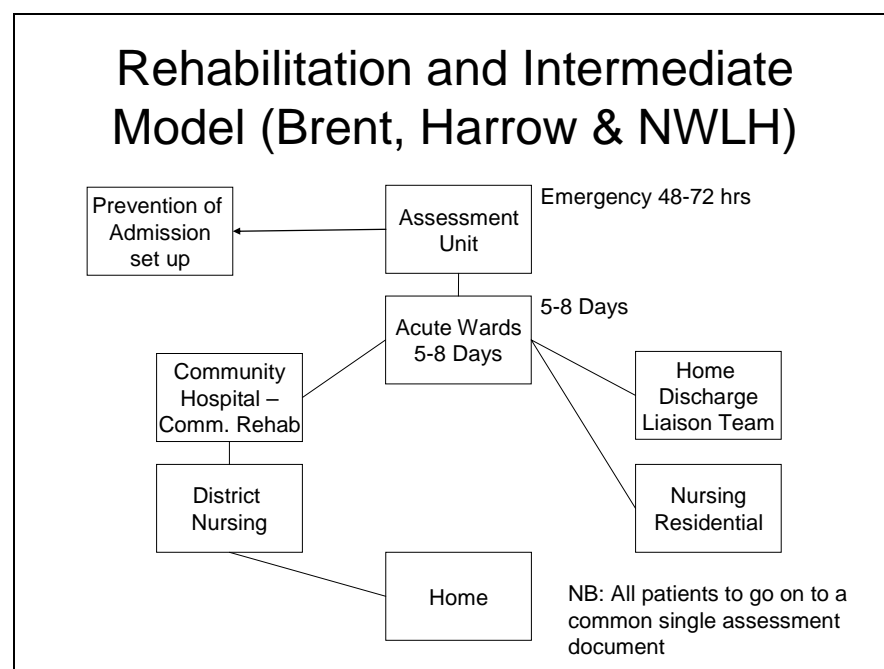 Rehabilitation and Intermediate
Model (Brent, Harrow & NWLH)
Prevention of
Admission
set up
Assessment
Unit
Emergency 48-72 hrs
Acute Wards
5-8 Days
5-8 Days
Community
Hospital –
Comm. Rehab
Home
Discharge
Liaison Team
District
Nursing
Nursing
Residential
Home
NB: All patients to go on to a
common single assessment
document